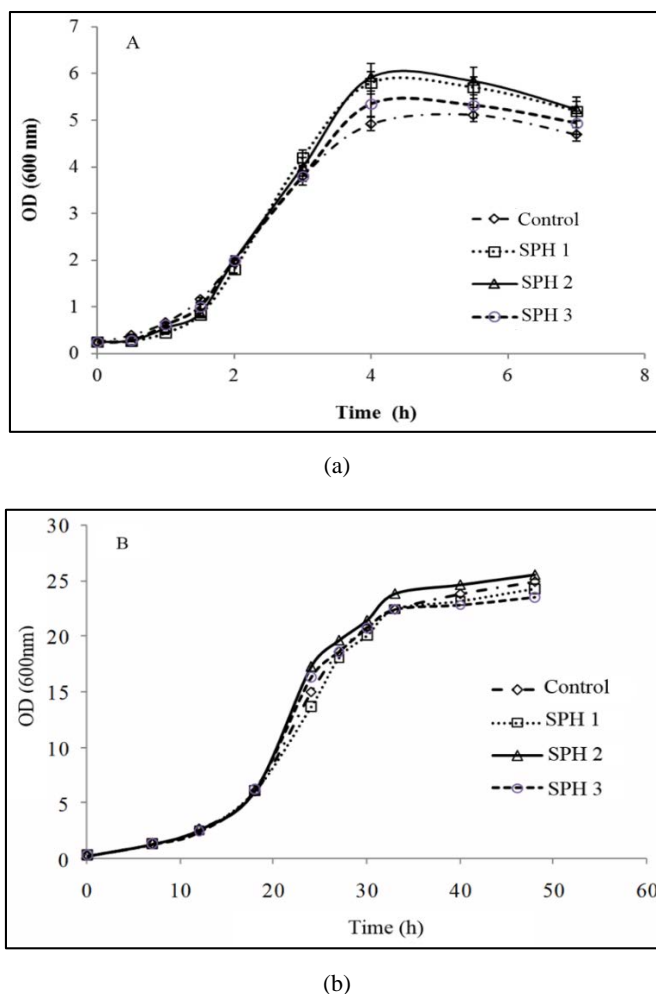 A
7
6
5
4
3
2
1
0
OD (600 nm)
Control
SPH 1
SPH 2
SPH 3
0 2 4 6 8
Time (h)
(a)
B
30
25
20
15
10
5
0
OD (600nm)
Control
SPH 1
SPH 2
SPH 3
0 10 20 30 40 50 60
Time (h)
(b)